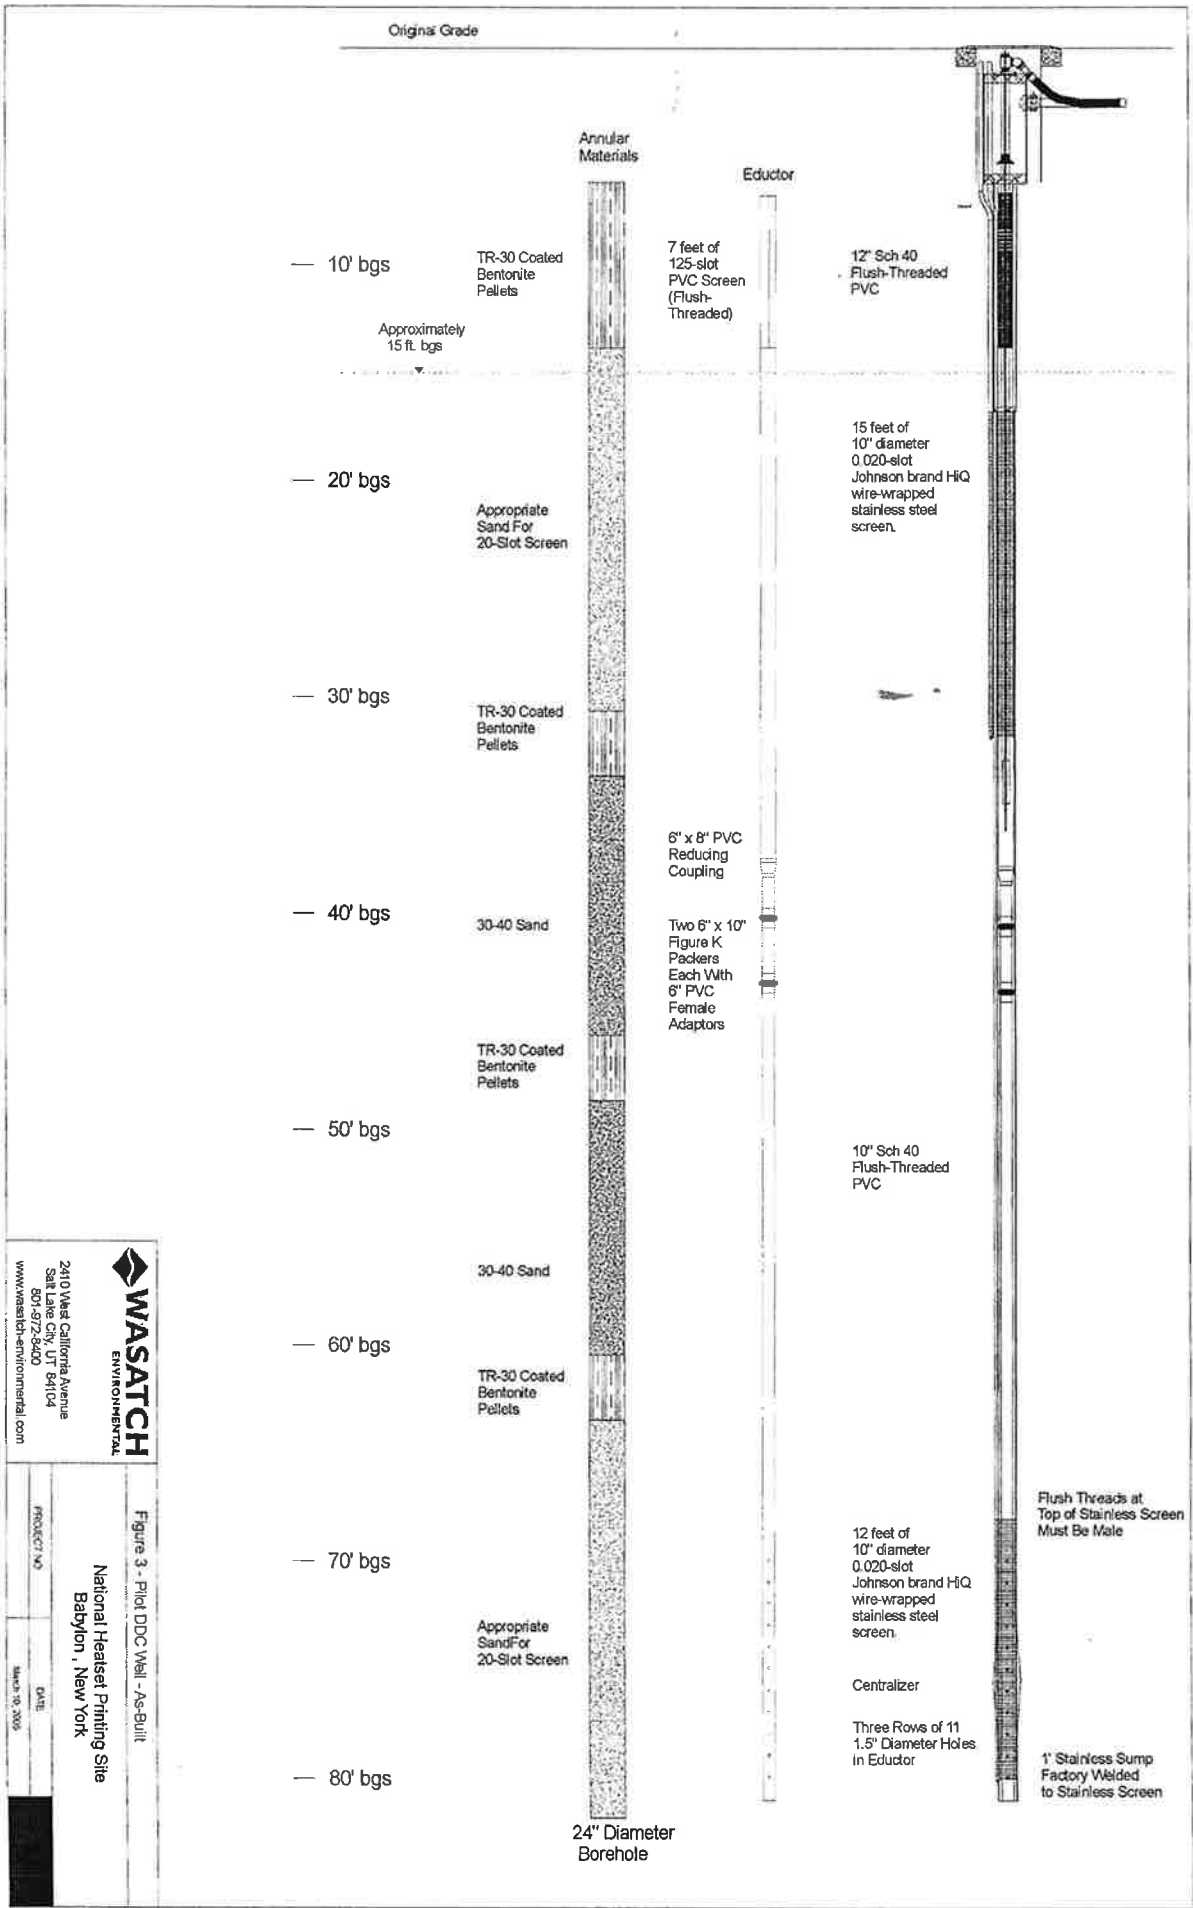 Original Grade
Annular
Materials
Eductor
10' bgs
TR-30 Coated
Bentonite
Pellets
7 feet of
125-slot
PVC Screen
(Flush-
Threaded)
12" Sch 40
Flush-Threaded
PVC
Approximately
15 ft. bgs
20' bgs
Appropriate
Sand For
20-Slot Screen
15 feet of
10" diameter
0.020-slot
Johnson brand HiQ
wire-wrapped
stainless steel
screen.
30' bgs
TR-30 Coated
Bentonite
Pellets
6" x 8" PVC
Reducing
Coupling
40' bgs
30-40 Sand
Two 6" x 10"
Figure K
Packers
Each With
6" PVC
Female
Adaptors
TR-30 Coated
Bentonite
Pellets
50' bgs
10" Sch 40
Flush-Threaded
PVC
30-40 Sand
60' bgs
TR-30 Coated
Bentonite
Pellets
Flush Threads at
Top of Stainless Screen
Must Be Male
70' bgs
12 feet of
10" diameter
0.020-slot
Johnson brand HiQ
wire-wrapped
stainless steel
screen.
Appropriate
SandFor
20-Slot Screen
Centralizer
Three Rows of 11
1.5" Diameter Holes
in Eductor
80' bgs
1' Stainless Sump
Factory Welded
to Stainless Screen
24" Diameter
Borehole
WASATCH
ENVIRONMENTAL
2410 West California Avenue
Salt Lake City, UT 84104
801-972-8400
www.wasatch-environmental.com
Figure 3 - Pilot DDC Well - As-Built
National Heatset Printing Site
Babylon , New York
PROJECT NO
DATE
March 10, 2005